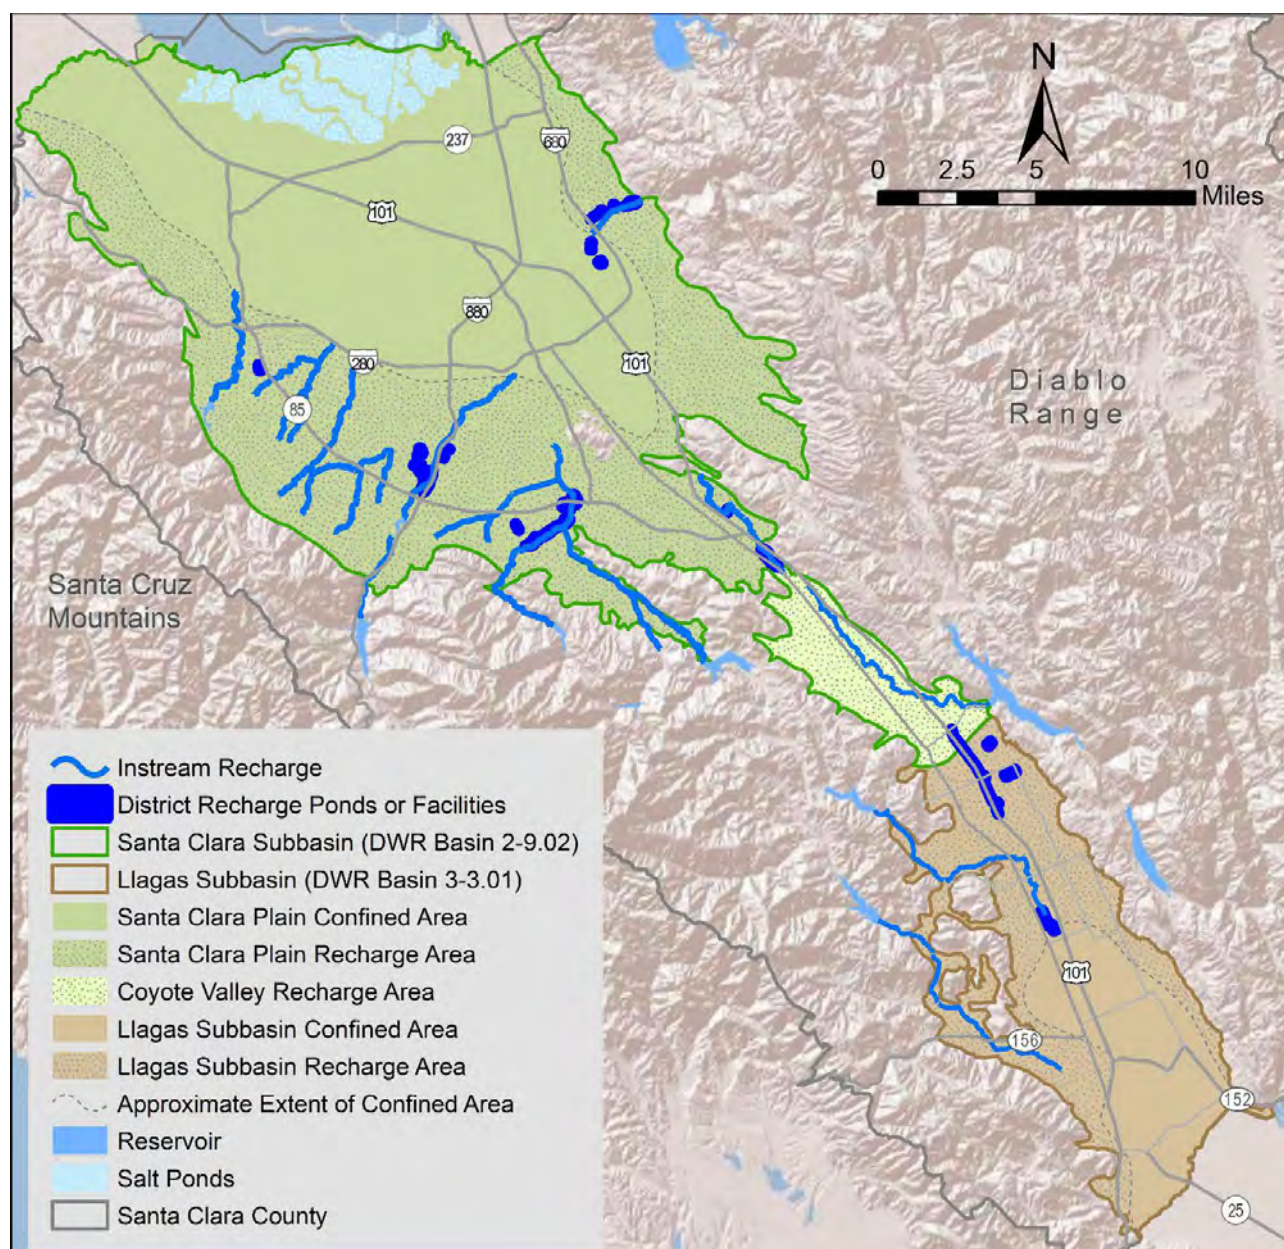 N
0 2.5 5 10
Miles
237
680
101
880
101
280
85
Diablo
Range
Santa Cruz
Mountains
Instream Recharge
District Recharge Ponds or Facilities
Santa Clara Subbasin (DWR Basin 2-9.02)
Llagas Subbasin (DWR Basin 3-3.01)
Santa Clara Plain Confined Area
Santa Clara Plain Recharge Area
Coyote Valley Recharge Area
Llagas Subbasin Confined Area
Llagas Subbasin Recharge Area
Approximate Extent of Confined Area
Reservoir
Salt Ponds
Santa Clara County
101
156
152
25